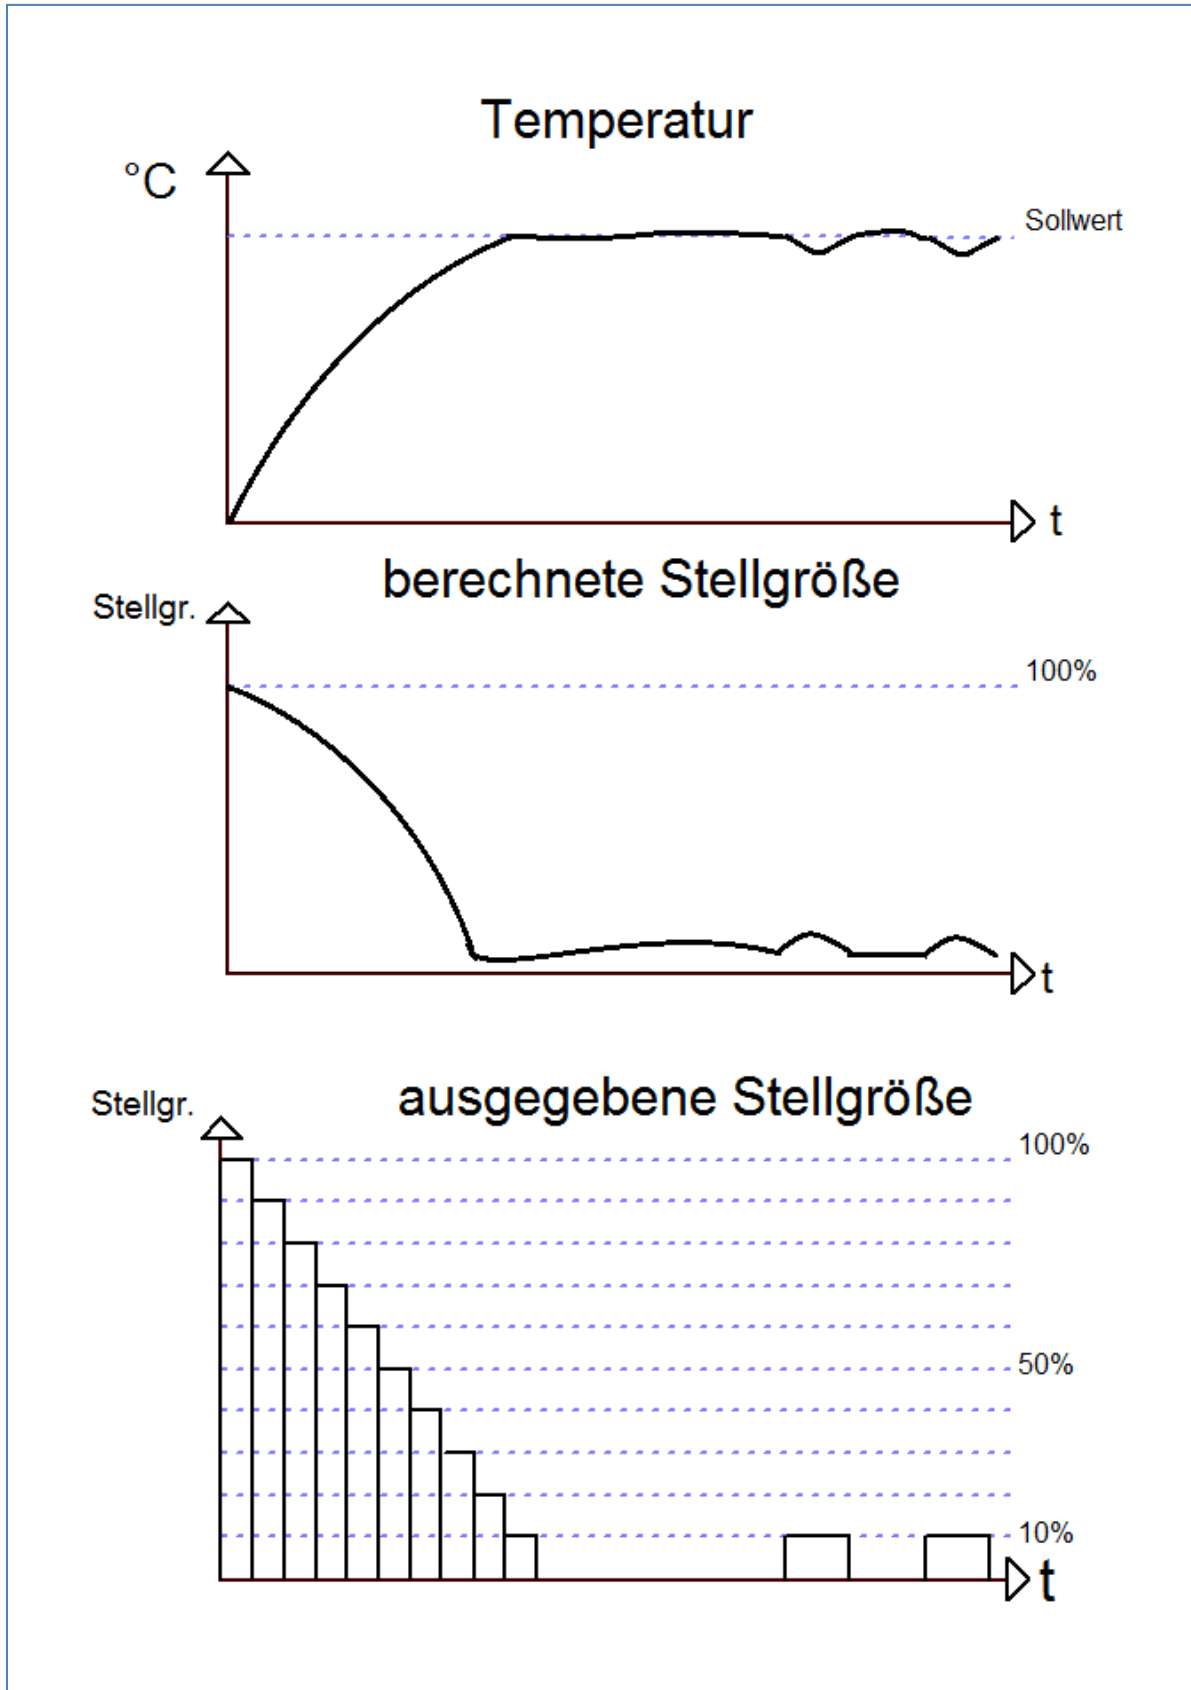 Temperatur
°C
Sollwert
t
berechnete Stellgröße
Stellgr.
100%
t
ausgegebene Stellgröße
Stellgr.
100%
50%
10%
t